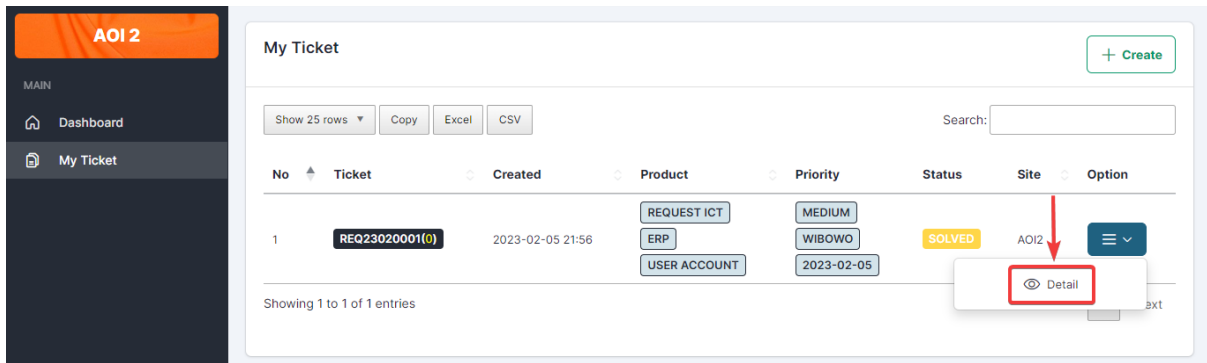 AOI 2
MAIN
Dashboard
My Ticket
My Ticket
+ Create
Show 25 rows ▼ Copy Excel CSV Search:
No Ticket Created Product Priority Status Site Option
1 REQ23020001(0) 2023-02-05 21:56 REQUEST ICT MEDIUM SOLVED AOI2
ERP WIBOWO
USER ACCOUNT 2023-02-05
Detail
Showing 1 to 1 of 1 entries